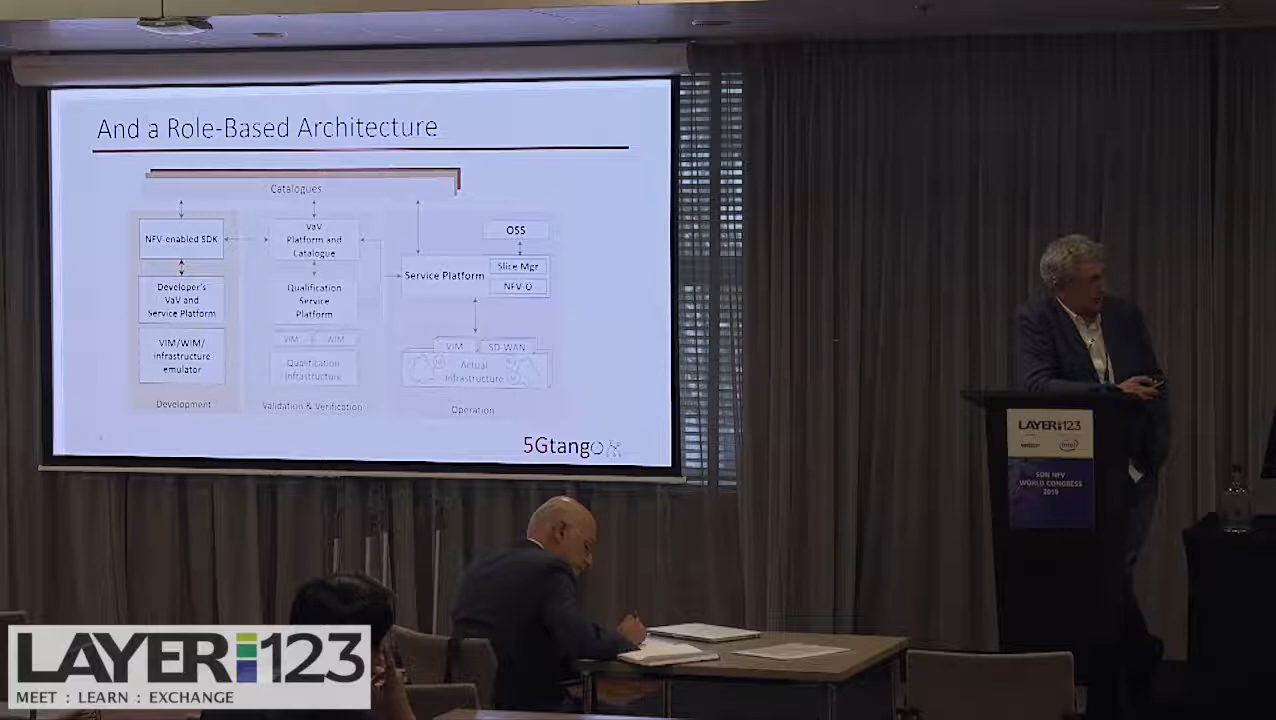 And a Role-Based Architecture
Catalogues
NFV-enabled SDK
Developer's
VaV and
Service Platform
VIM/WIM/
infrastructure
emulator
Development
VaV
Platform and
Catalogue
Qualification
Service
Platform
VIM
WIM
Qualification
Infrastructure
Validation & Verification
OSS
Service Platform
Slice Mgr
NFV-O
VIM
SD-WAN
Actual
Infrastructure
Operation
5Gtango
LAYER123
intel
SDN NFV
WORLD CONGRESS
2019
LAYER123
MEET : LEARN : EXCHANGE